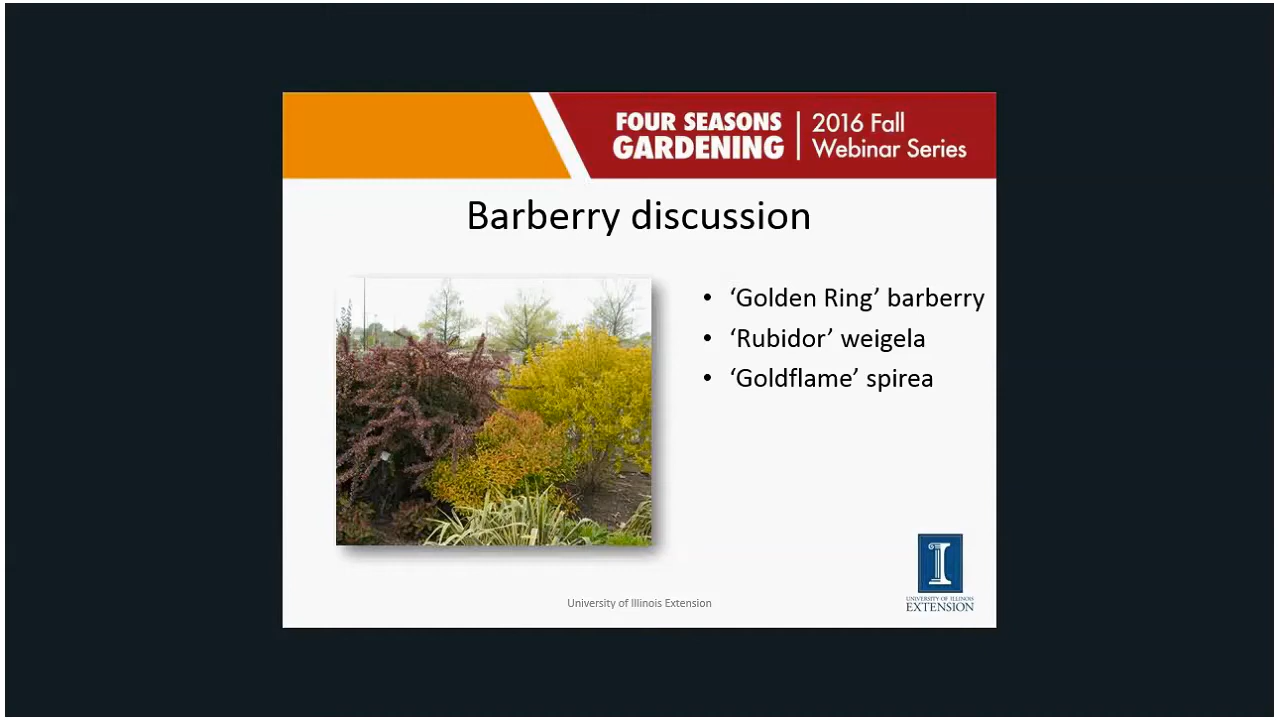 FOUR SEASONS
GARDENING
2016 Fall
Webinar Series
Barberry discussion
• ‘Golden Ring’ barberry
• ‘Rubidor’ weigela
• ‘Goldflame’ spirea
University of Illinois Extension
I
UNIVERSITY OF ILLINOIS
EXTENSION